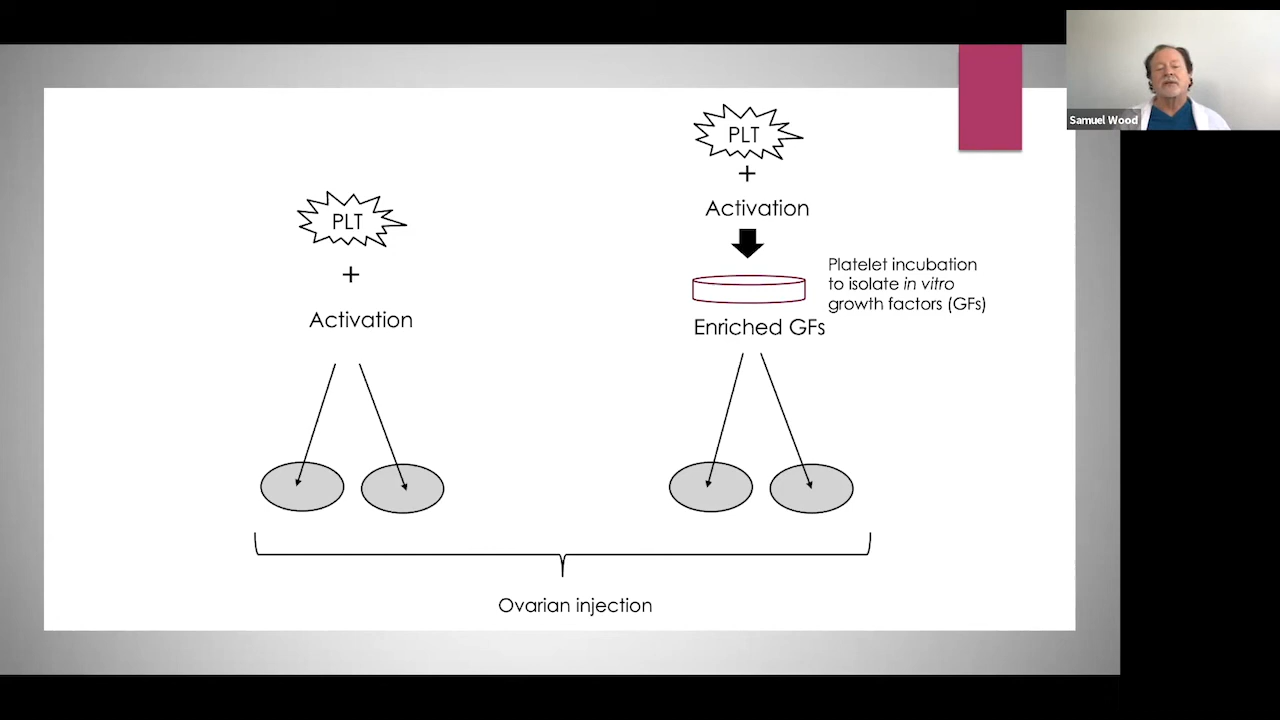 Samuel Wood
PLT
+
Activation
PLT
+
Activation
Platelet incubation
to isolate in vitro
growth factors (GFs)
Enriched GFs
Ovarian injection